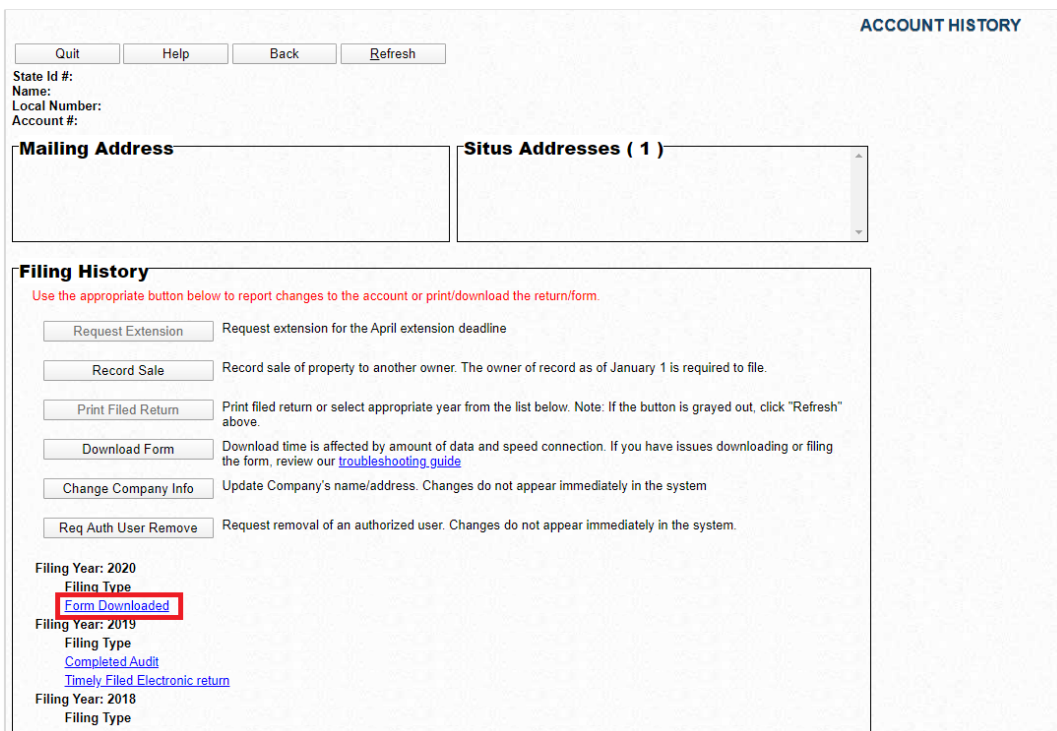 ACCOUNT HISTORY
Quit Help Back Refresh
State Id #:
Name:
Local Number:
Account #:
Mailing Address
Situs Addresses ( 1 )
Filing History
Use the appropriate button below to report changes to the account or print/download the return/form.
Request Extension Request extension for the April extension deadline
Record Sale Record sale of property to another owner. The owner of record as of January 1 is required to file.
Print Filed Return Print filed return or select appropriate year from the list below. Note: If the button is grayed out, click "Refresh"
above.
Download Form Download time is affected by amount of data and speed connection. If you have issues downloading or filing
the form, review our troubleshooting guide
Change Company Info Update Company's name/address. Changes do not appear immediately in the system
Req Auth User Remove Request removal of an authorized user. Changes do not appear immediately in the system.
Filing Year: 2020
Filing Type
Form Downloaded
Filing Year: 2019
Filing Type
Completed Audit
Timely Filed Electronic return
Filing Year: 2018
Filing Type